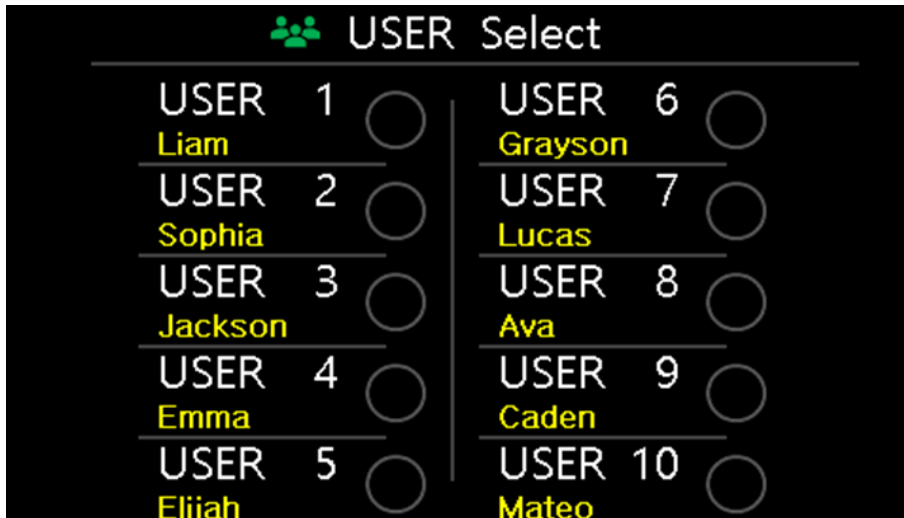 USER Select
USER 1
Liam
USER 2
Sophia
USER 3
Jackson
USER 4
Emma
USER 5
Elijah
USER 6
Grayson
USER 7
Lucas
USER 8
Ava
USER 9
Caden
USER 10
Mateo